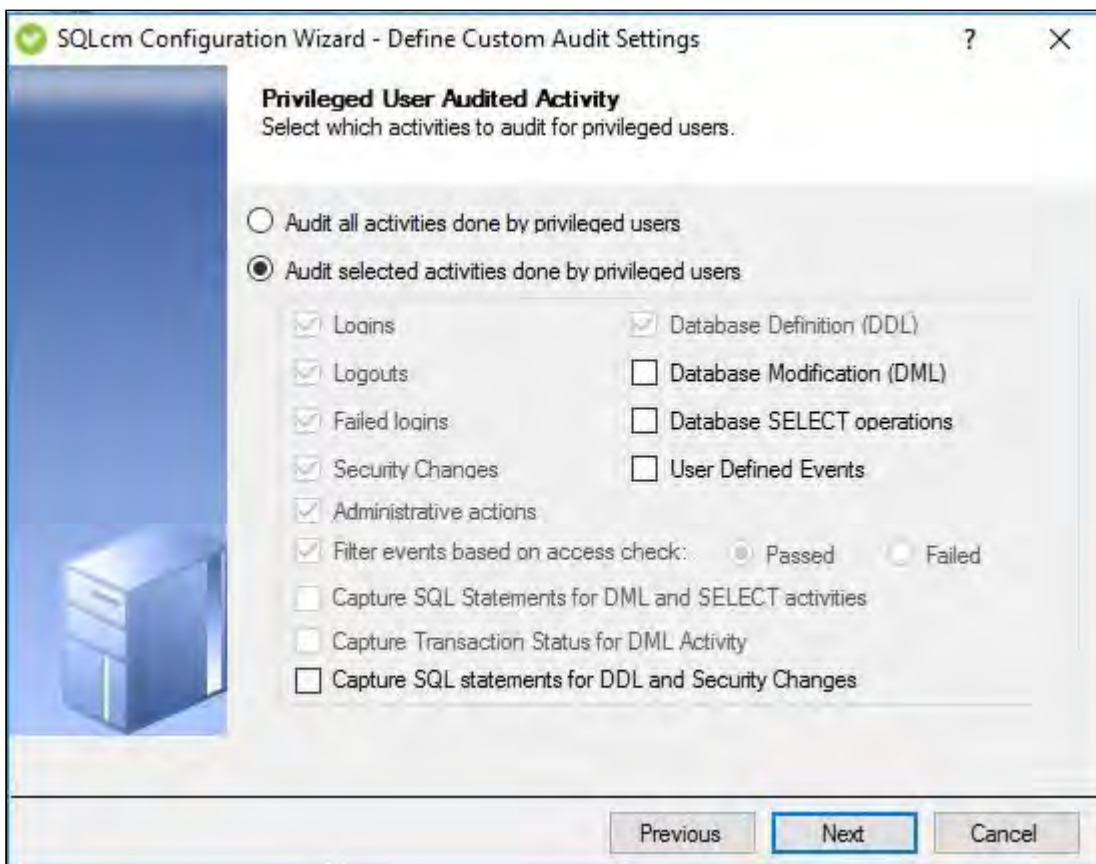 SQLcm Configuration Wizard - Define Custom Audit Settings ?
Privileged User Audited Activity
Select which activities to audit for privileged users.
Audit all activities done by privileged users
Audit selected activities done by privileged users
Logins Database Definition (DDL)
Logouts Database Modification (DML)
Failed logins Database SELECT operations
Security Changes User Defined Events
Administrative actions
Filter events based on access check: Passed Failed
Capture SQL Statements for DML and SELECT activities
Capture Transaction Status for DML Activity
Capture SQL statements for DDL and Security Changes
Previous Next Cancel